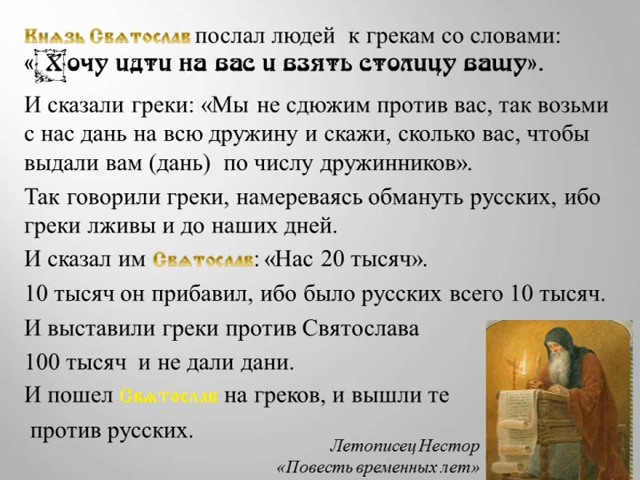 Князь Святослав послал людей к грекам со словами:
« Хочу идти на вас и взять столицу вашу».
И сказали греки: «Мы не сдюжим против вас, так возьми
с нас дань на всю дружину и скажи, сколько вас, чтобы
выдали вам (дань) по числу дружинников».
Так говорили греки, намереваясь обмануть русских, ибо
греки лживы и до наших дней.
И сказал им Святослав: «Нас 20 тысяч».
10 тысяч он прибавил, ибо было русских всего 10 тысяч.
И выставили греки против Святослава
100 тысяч и не дали дани.
И пошел Святослав на греков, и вышли те
против русских.
Летописец Нестор
«Повесть временных лет»